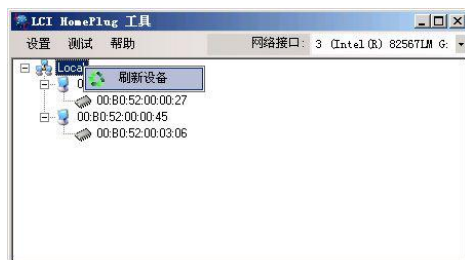 LCI HomePlug 工具
设置 测试 帮助 网络接口: 3 (Intel(R) 82567LM G:
Local
刷新设备
0
00:B0:52:00:00:27
00:B0:52:00:00:45
00:B0:52:00:03:06